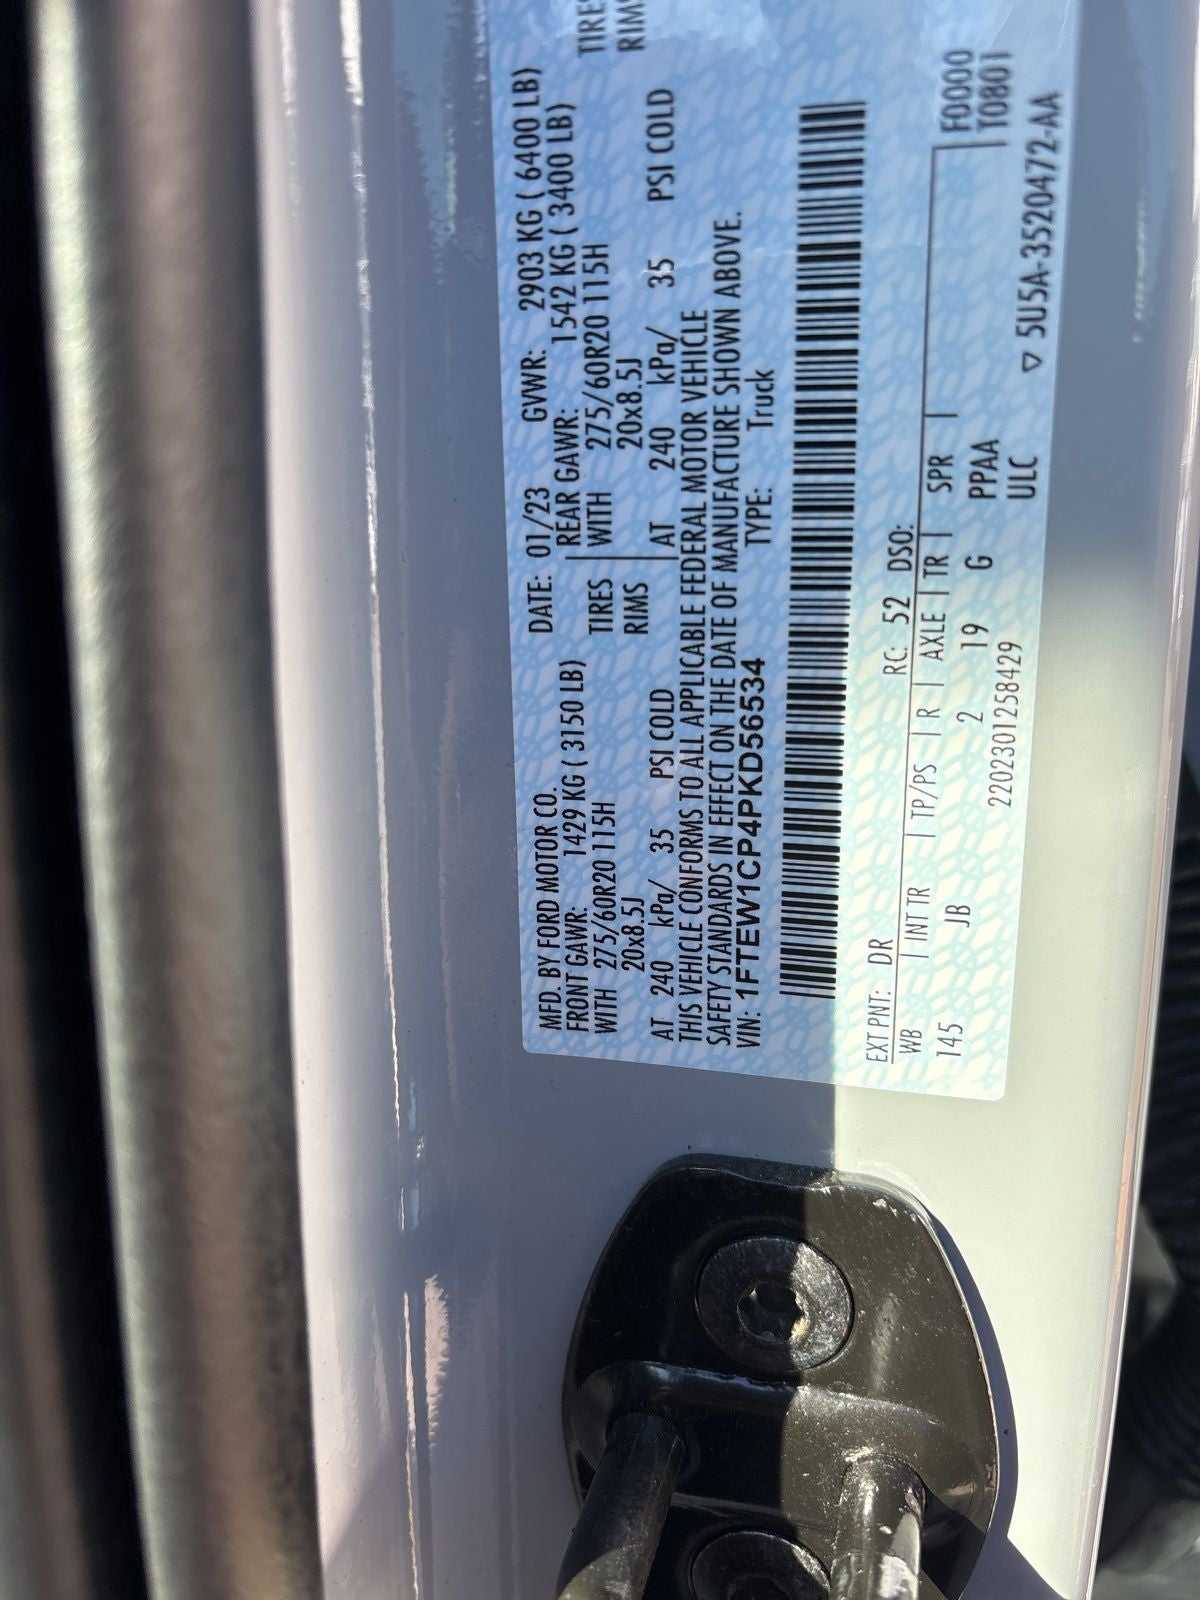 MFD. BY FORD MOTOR CO. DATE: 01/23 GVWR: 2903 KG ( 6400 LB)
FRONT GAWR: 1429 KG ( 3150 LB) REAR GAWR: 1542 KG ( 3400 LB)
WITH 275/60R20 115H TIRES WITH 275/60R20 115H TIRES
20x8.5J RIMS 20x8.5J RIMS
AT 240 kPa/ 35 PSI COLD AT 240 kPa/ 35 PSI COLD
THIS VEHICLE CONFORMS TO ALL APPLICABLE FEDERAL MOTOR VEHICLE
SAFETY STANDARDS IN EFFECT ON THE DATE OF MANUFACTURE SHOWN ABOVE.
VIN: 1FTEW1CP4PKD56534 TYPE: Truck
EXT PNT: DR RC: 52 DSO:
WB | INT TR | TP/PS | R | AXLE | TR | SPR | F0000
145 JB 2 19 G PPAA T0801
ULC
2202301258429 ▽ 5U5A-3520472-AA